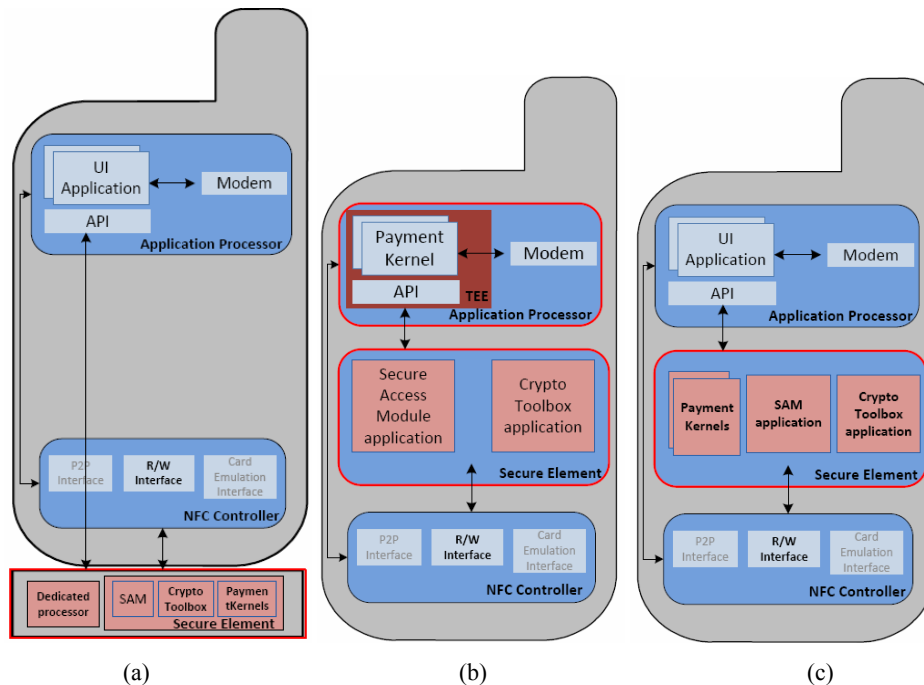 UI
Application
Modem
API
Application Processor
P2P
Interface
R/W
Interface
Card
Emulation
Interface
NFC Controller
Dedicated
processor
SAM
Crypto
Toolbox
Paymen
tKernels
Secure Element
(a)
Payment
Kernel
Modem
API
TEE
Application Processor
Secure
Access
Module
application
Crypto
Toolbox
application
Secure Element
P2P
Interface
R/W
Interface
Card
Emulation
Interface
NFC Controller
(b)
UI
Application
Modem
API
Application Processor
Payment
Kernels
SAM
application
Crypto
Toolbox
application
Secure Element
P2P
Interface
R/W
Interface
Card
Emulation
Interface
NFC Controller
(c)